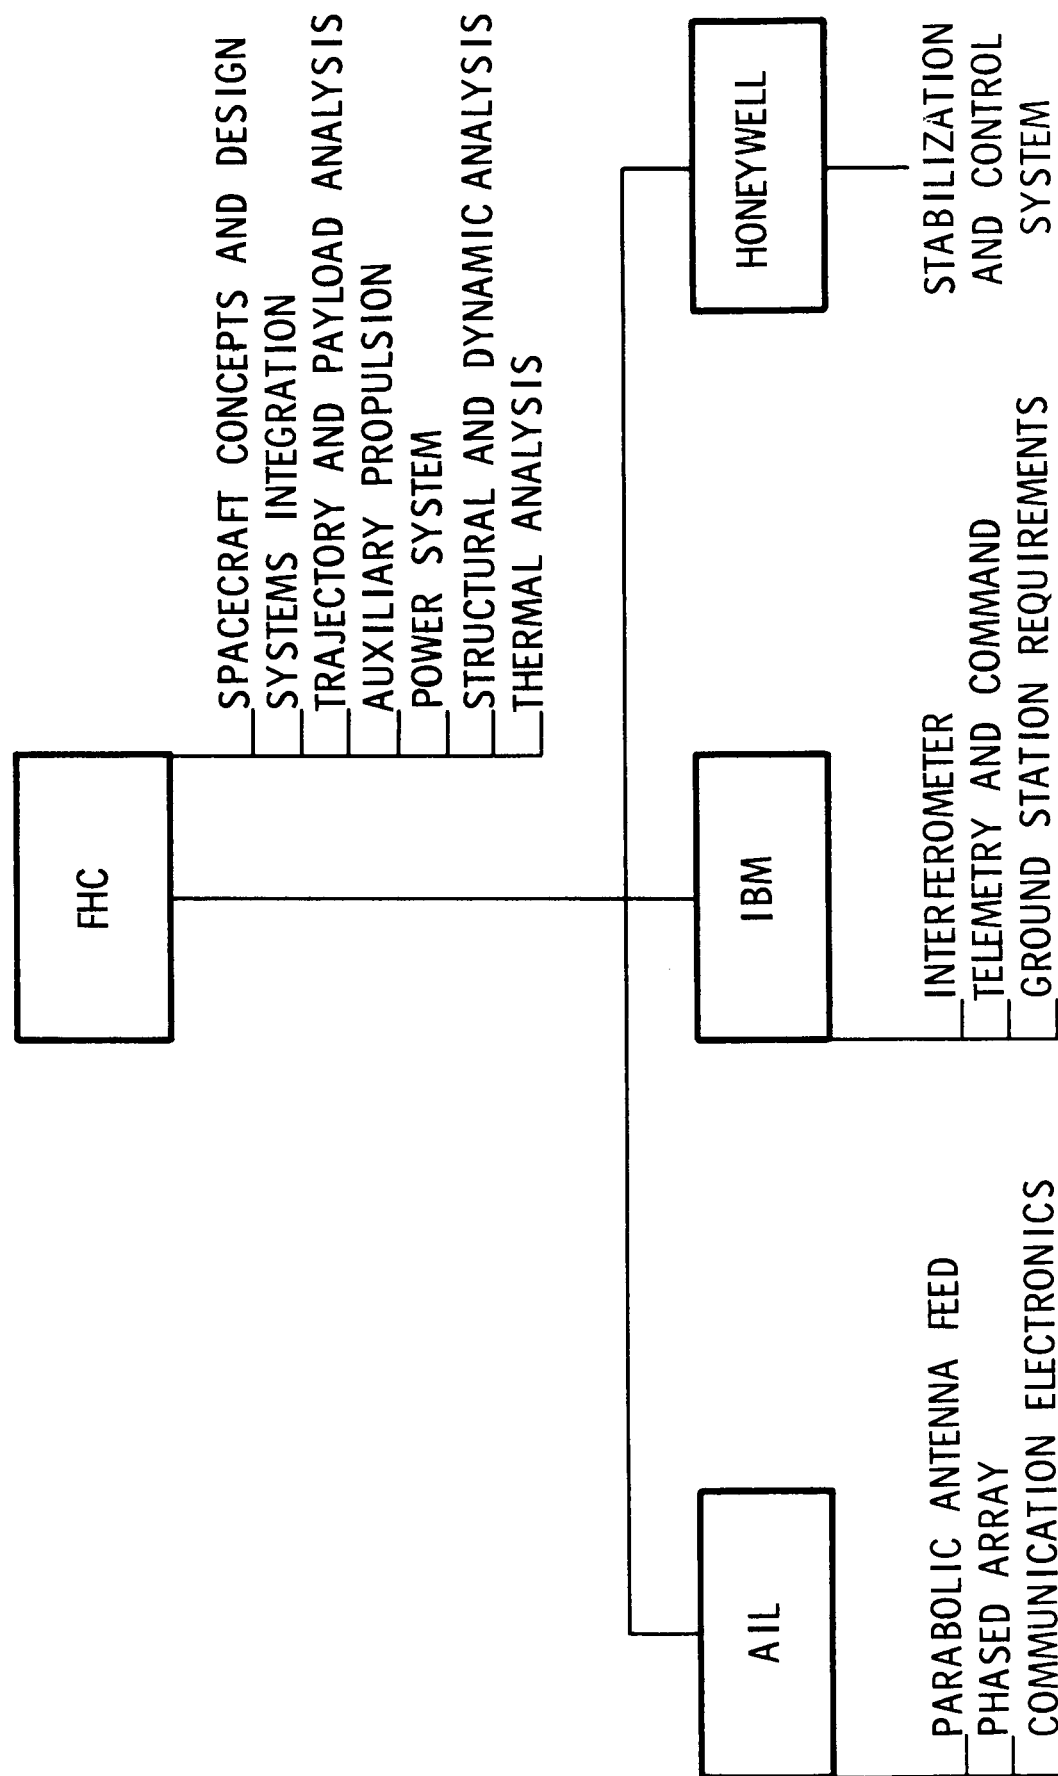 FHC
SPACECRAFT CONCEPTS AND DESIGN
SYSTEMS INTEGRATION
TRAJECTORY AND PAYLOAD ANALYSIS
AUXILIARY PROPULSION
POWER SYSTEM
STRUCTURAL AND DYNAMIC ANALYSIS
THERMAL ANALYSIS
AIL
PARABOLIC ANTENNA FEED
PHASED ARRAY
COMMUNICATION ELECTRONICS
IBM
INTERFEROMETER
TELEMETRY AND COMMAND
GROUND STATION REQUIREMENTS
HONEYWELL
STABILIZATION
AND CONTROL
SYSTEM